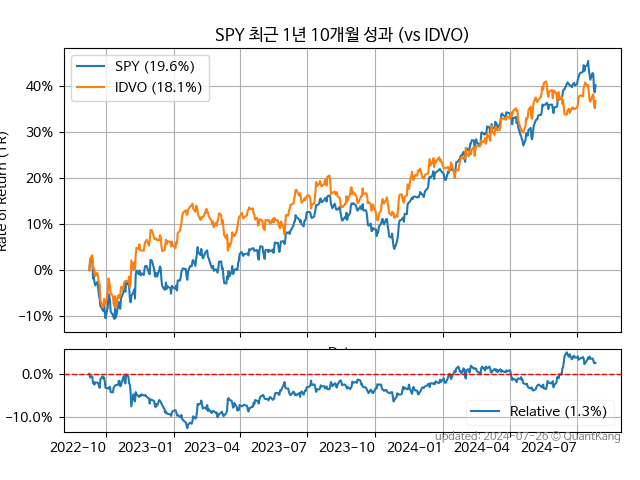 SPY 최근 1년 10개월 성과 (vs IDVO)
SPY (19.6%)
IDVO (18.1%)
40%
30%
20%
10%
0%
−10%
Rate of Return (TR)
0.0%
−10.0%
Relative (1.3%)
updated: 2024-07-26 © QuantKang
2022-10 2023-01 2023-04 2023-07 2023-10 2024-01 2024-04 2024-07